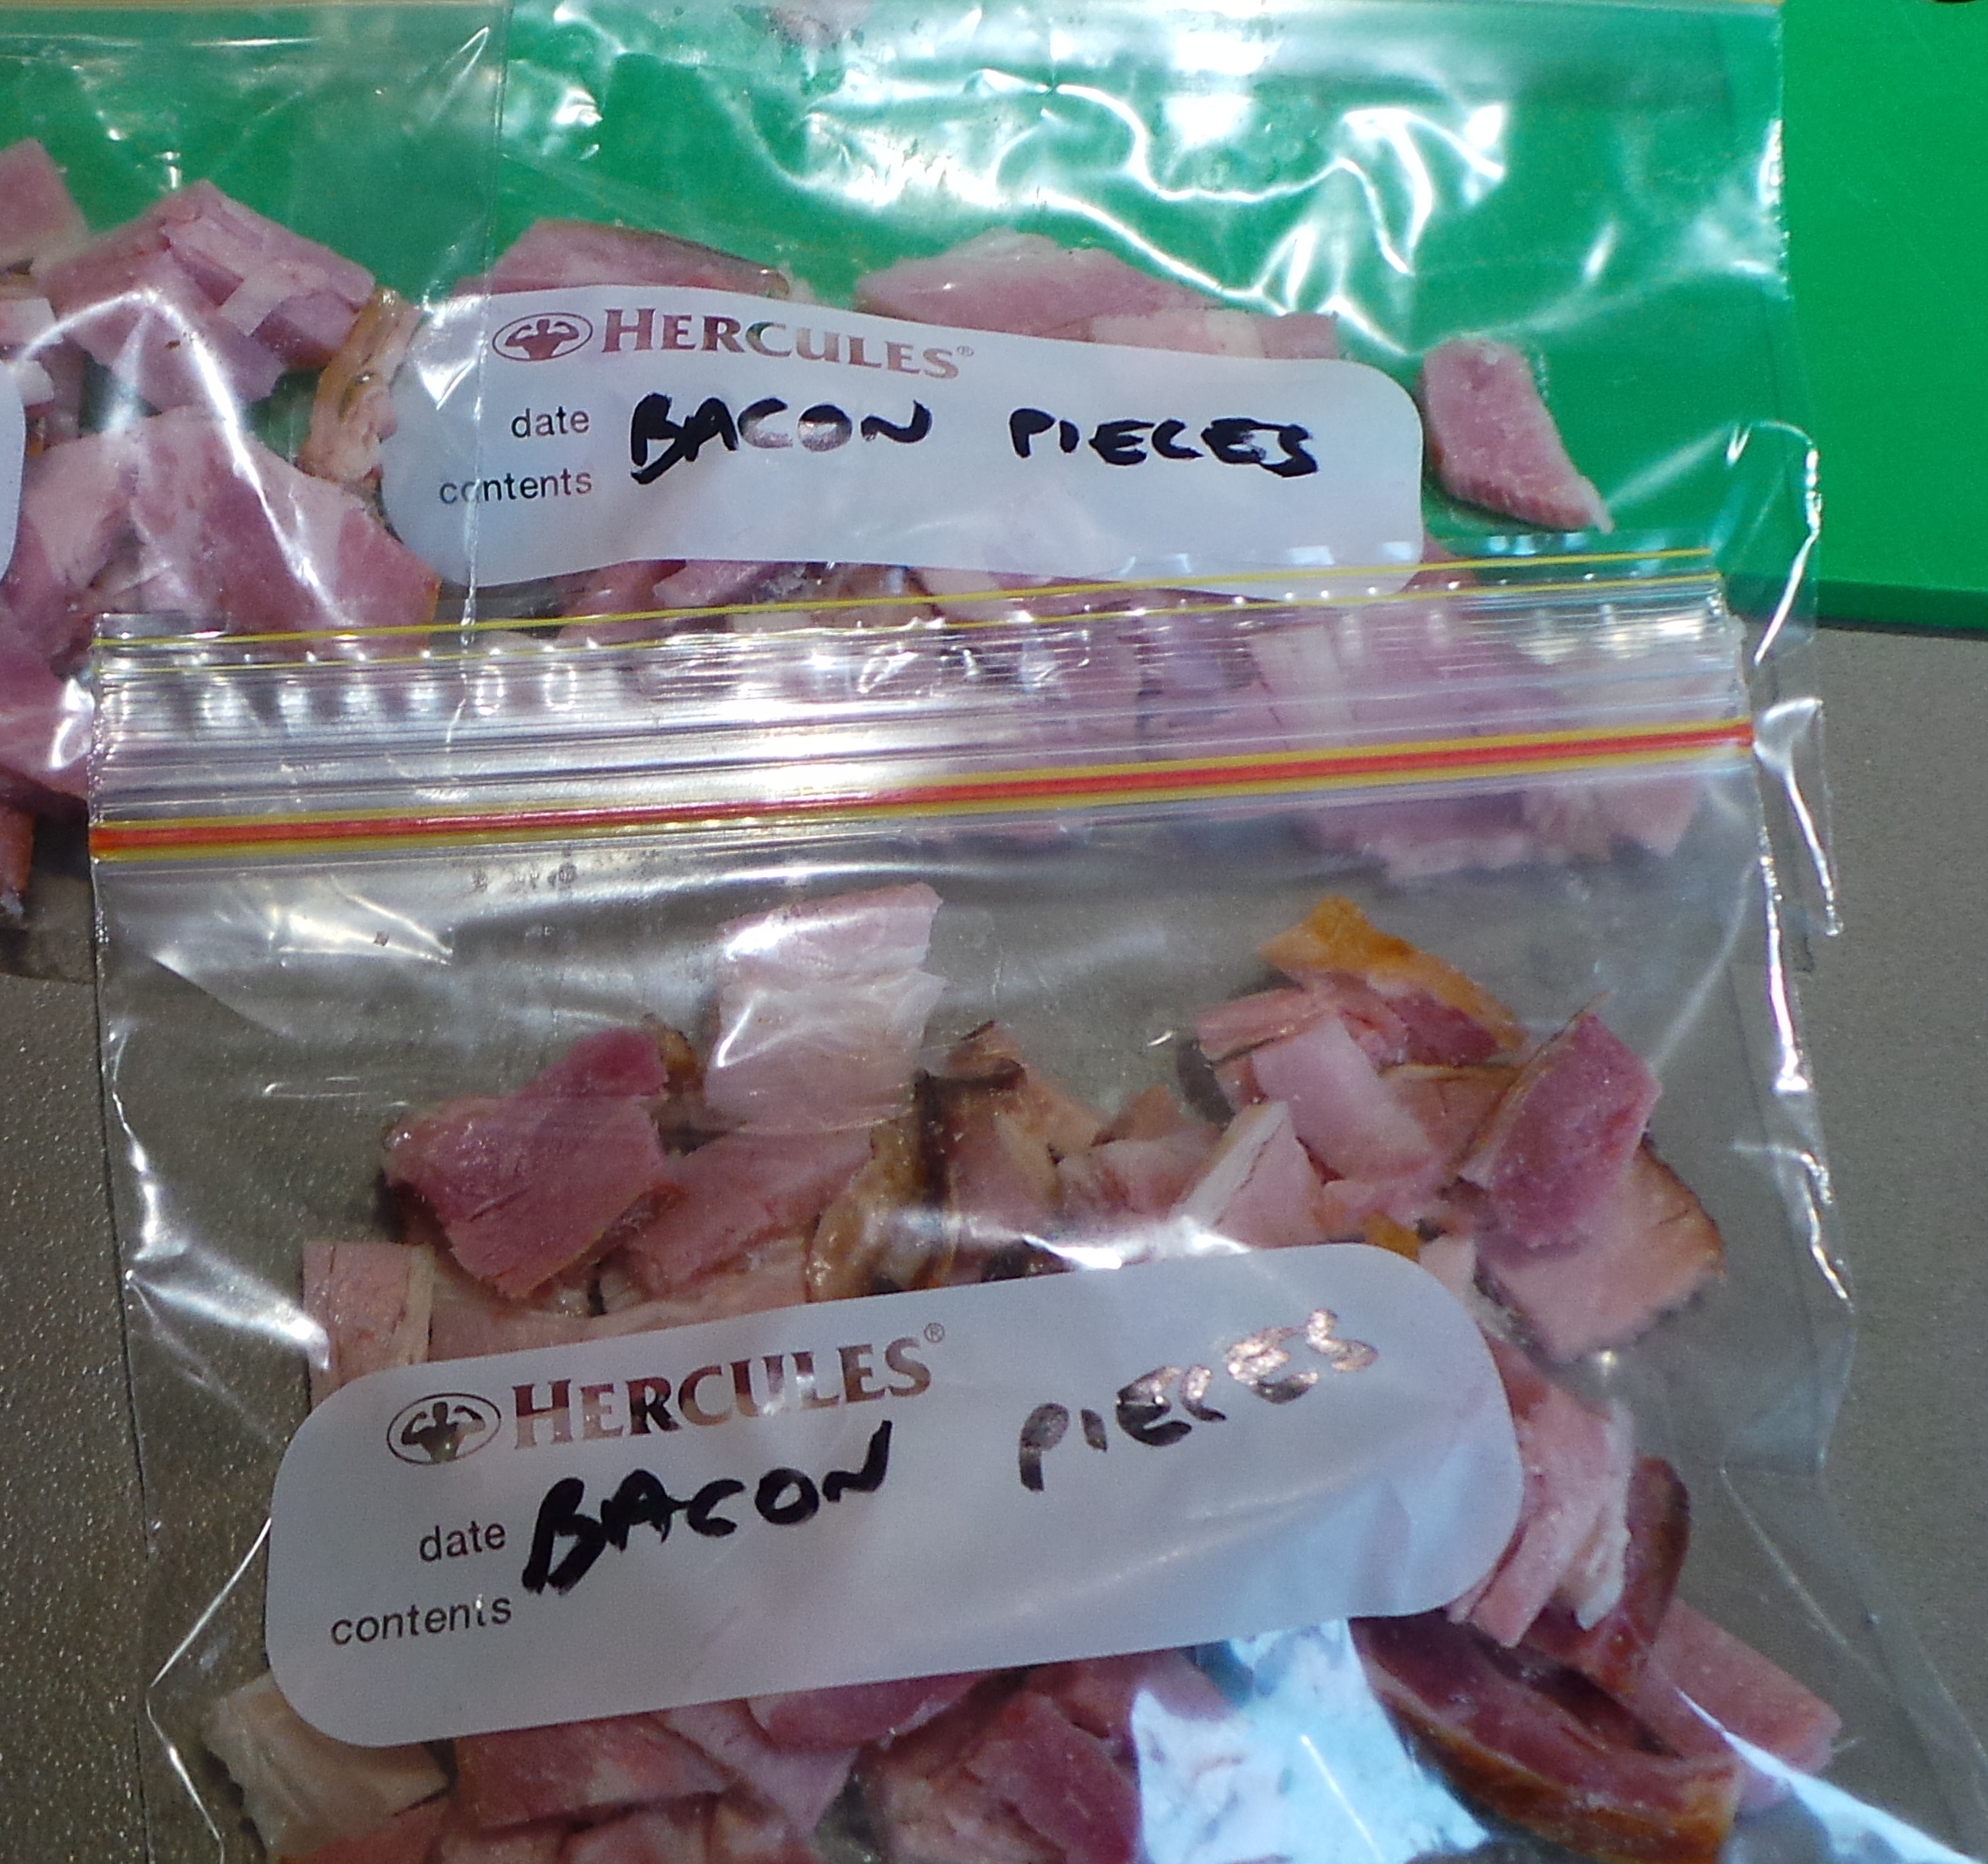 HERCULES®
date BACON PIECES
contents
HERCULES®
date BACON PIECES
contents